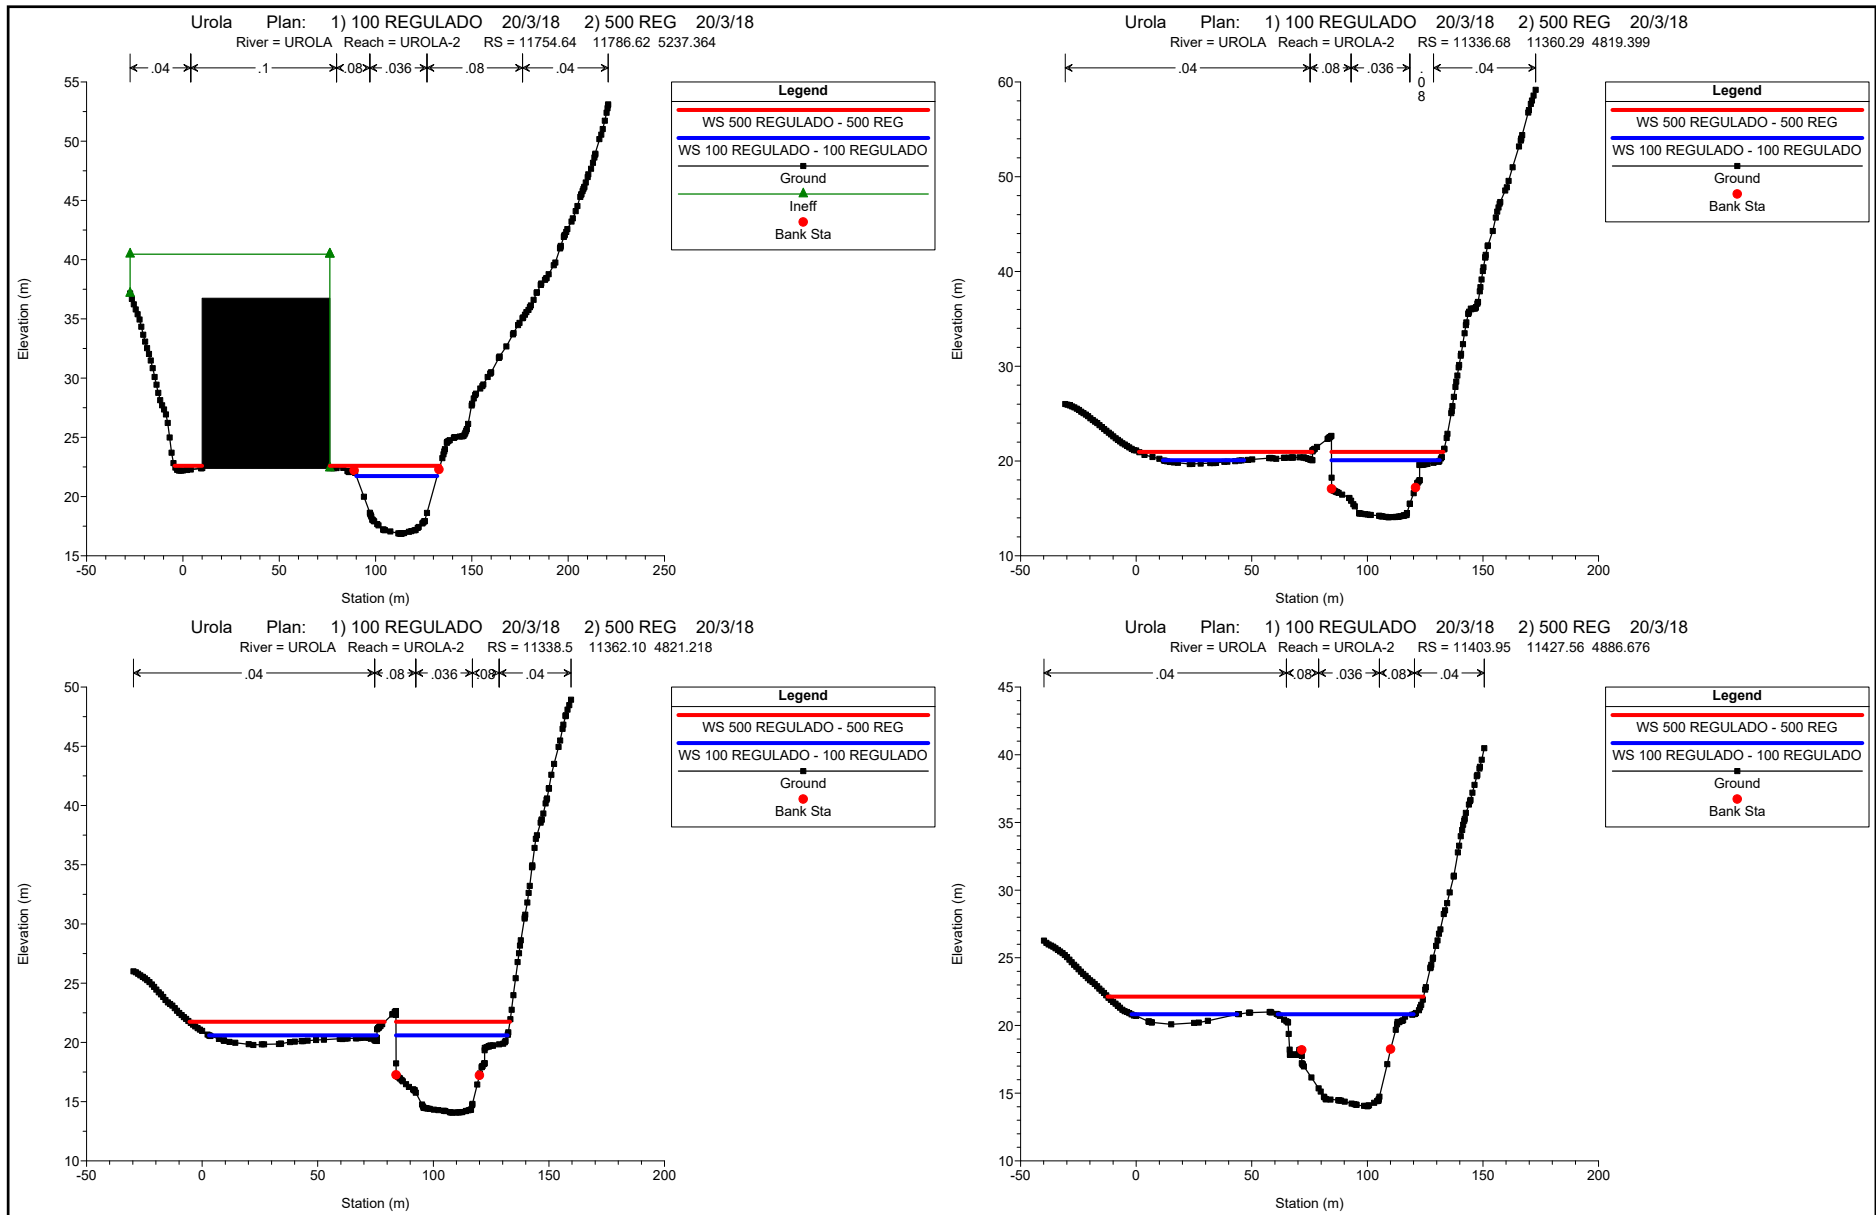 Urola Plan: 1) 100 REGULADO 20/3/18 2) 500 REG 20/3/18
River = UROLA Reach = UROLA-2 RS = 11754.64 11786.62 5237.364
.04 .1 .08 .036 .08 .04
55
50
45
40
35
30
25
20
15
Elevation (m)
-50 0 50 100 150 200 250
Station (m)
Legend
WS 500 REGULADO - 500 REG
WS 100 REGULADO - 100 REGULADO
Ground
Ineff
Bank Sta
Urola Plan: 1) 100 REGULADO 20/3/18 2) 500 REG 20/3/18
River = UROLA Reach = UROLA-2 RS = 11336.68 11360.29 4819.399
.04 .08 .036 .08 .04
60
50
40
30
20
10
Elevation (m)
-50 0 50 100 150 200
Station (m)
Legend
WS 500 REGULADO - 500 REG
WS 100 REGULADO - 100 REGULADO
Ground
Bank Sta
Urola Plan: 1) 100 REGULADO 20/3/18 2) 500 REG 20/3/18
River = UROLA Reach = UROLA-2 RS = 11338.5 11362.10 4821.218
.04 .08 .036 .08 .04
50
45
40
35
30
25
20
15
10
Elevation (m)
-50 0 50 100 150 200
Station (m)
Legend
WS 500 REGULADO - 500 REG
WS 100 REGULADO - 100 REGULADO
Ground
Bank Sta
Urola Plan: 1) 100 REGULADO 20/3/18 2) 500 REG 20/3/18
River = UROLA Reach = UROLA-2 RS = 11403.95 11427.56 4886.676
.04 .08 .036 .08 .04
45
40
35
30
25
20
15
10
Elevation (m)
-50 0 50 100 150 200
Station (m)
Legend
WS 500 REGULADO - 500 REG
WS 100 REGULADO - 100 REGULADO
Ground
Bank Sta